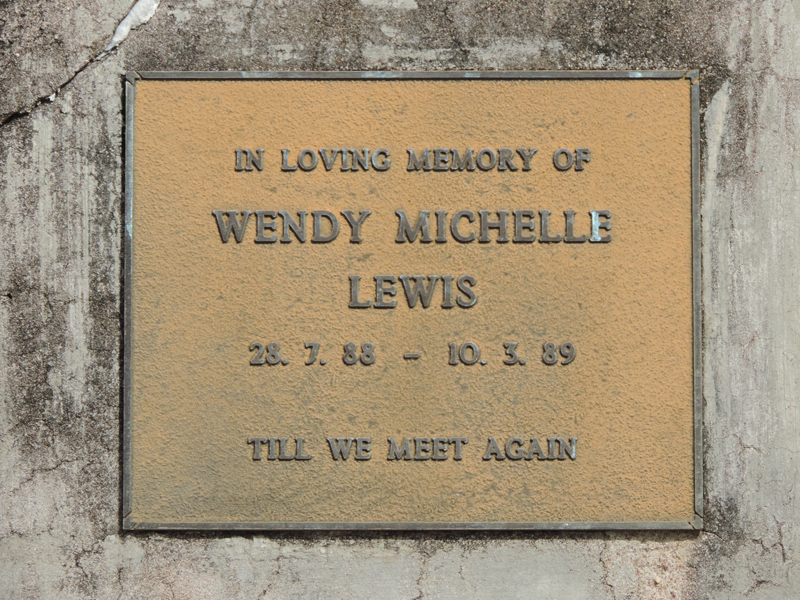 IN LOVING MEMORY OF
WENDY MICHELLE
LEWIS
28. 7. 88 – 10. 3. 89
TILL WE MEET AGAIN